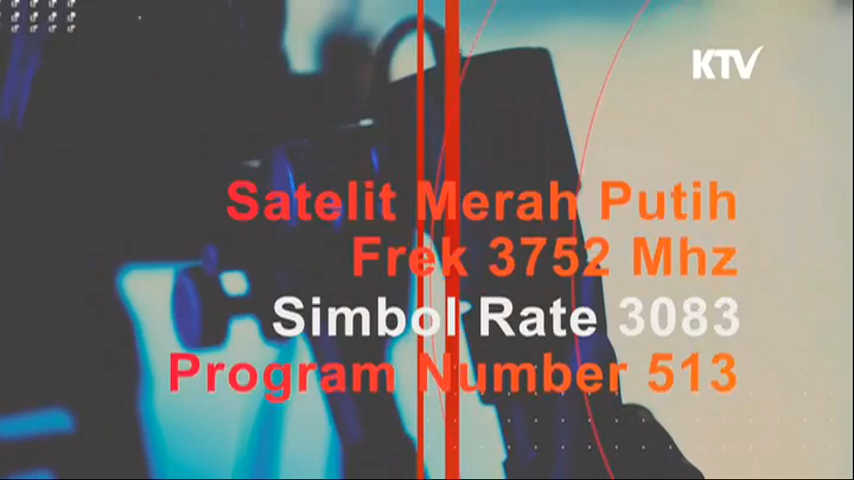 KTV
Satelit Merah Putih
Frek 3752 Mhz
Simbol Rate 3083
Program Number 513